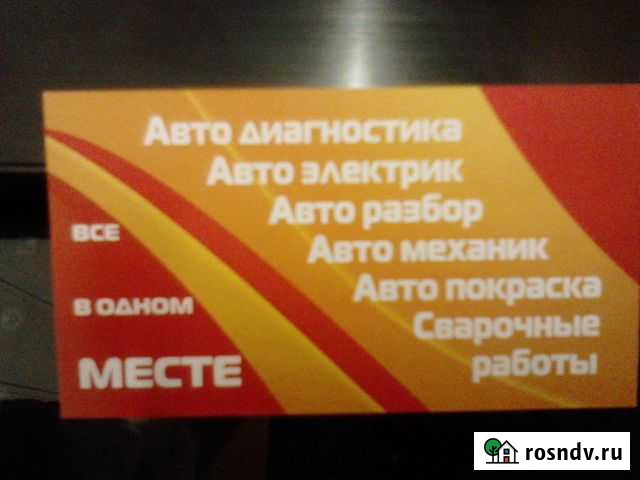 Авто диагностика
Авто электрик
Авто разбор
Авто механик
Авто покраска
Сварочные
работы
ВСЕ
В ОДНОМ
МЕСТЕ
rosndv.ru